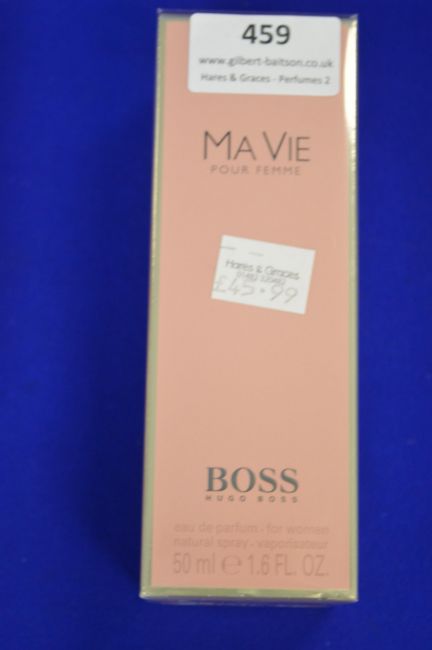 459
www.gilbert-baitson.co.uk
Hares & Graces - Perfumes 2
MA VIE
POUR FEMME
Hares & Graces
£45.99
BOSS
HUGO BOSS
eau de parfum - for women
natural spray - vaporisateur
50 ml ℮ 1.6 FL. OZ.